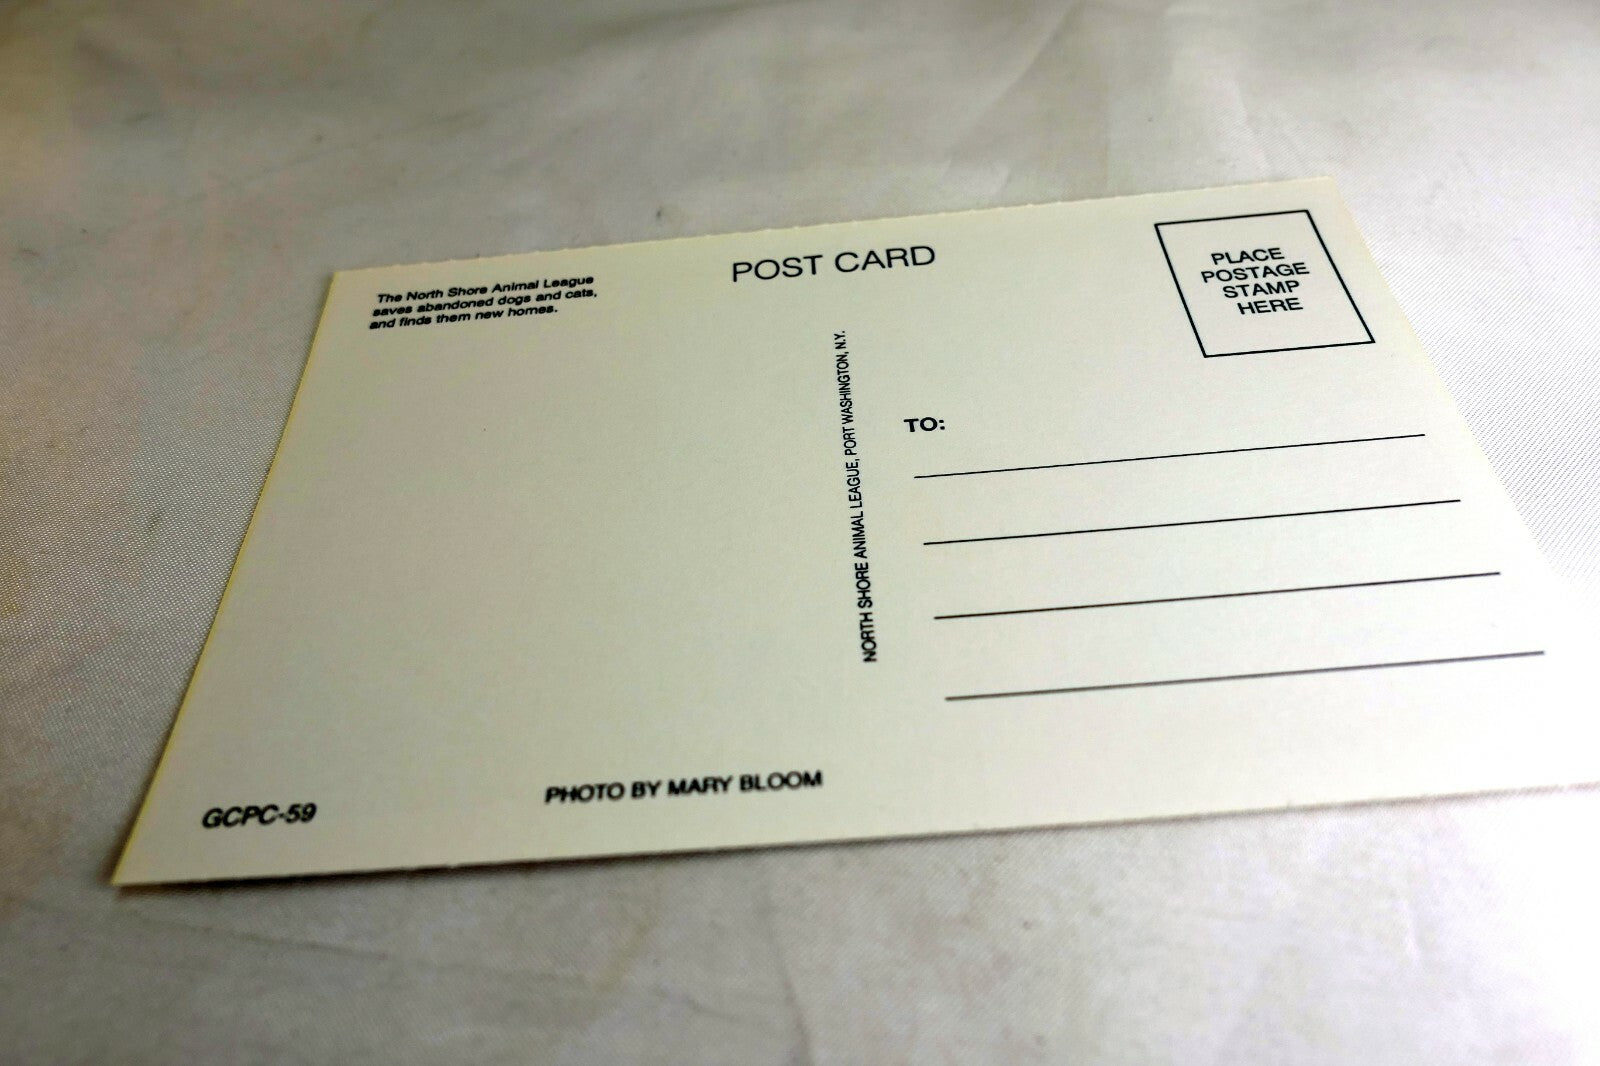 The North Shore Animal League
saves abandoned dogs and cats,
and finds them new homes.
POST CARD
PLACE
POSTAGE
STAMP
HERE
NORTH SHORE ANIMAL LEAGUE, PORT WASHINGTON, N.Y.
TO:
GCPC-59
PHOTO BY MARY BLOOM